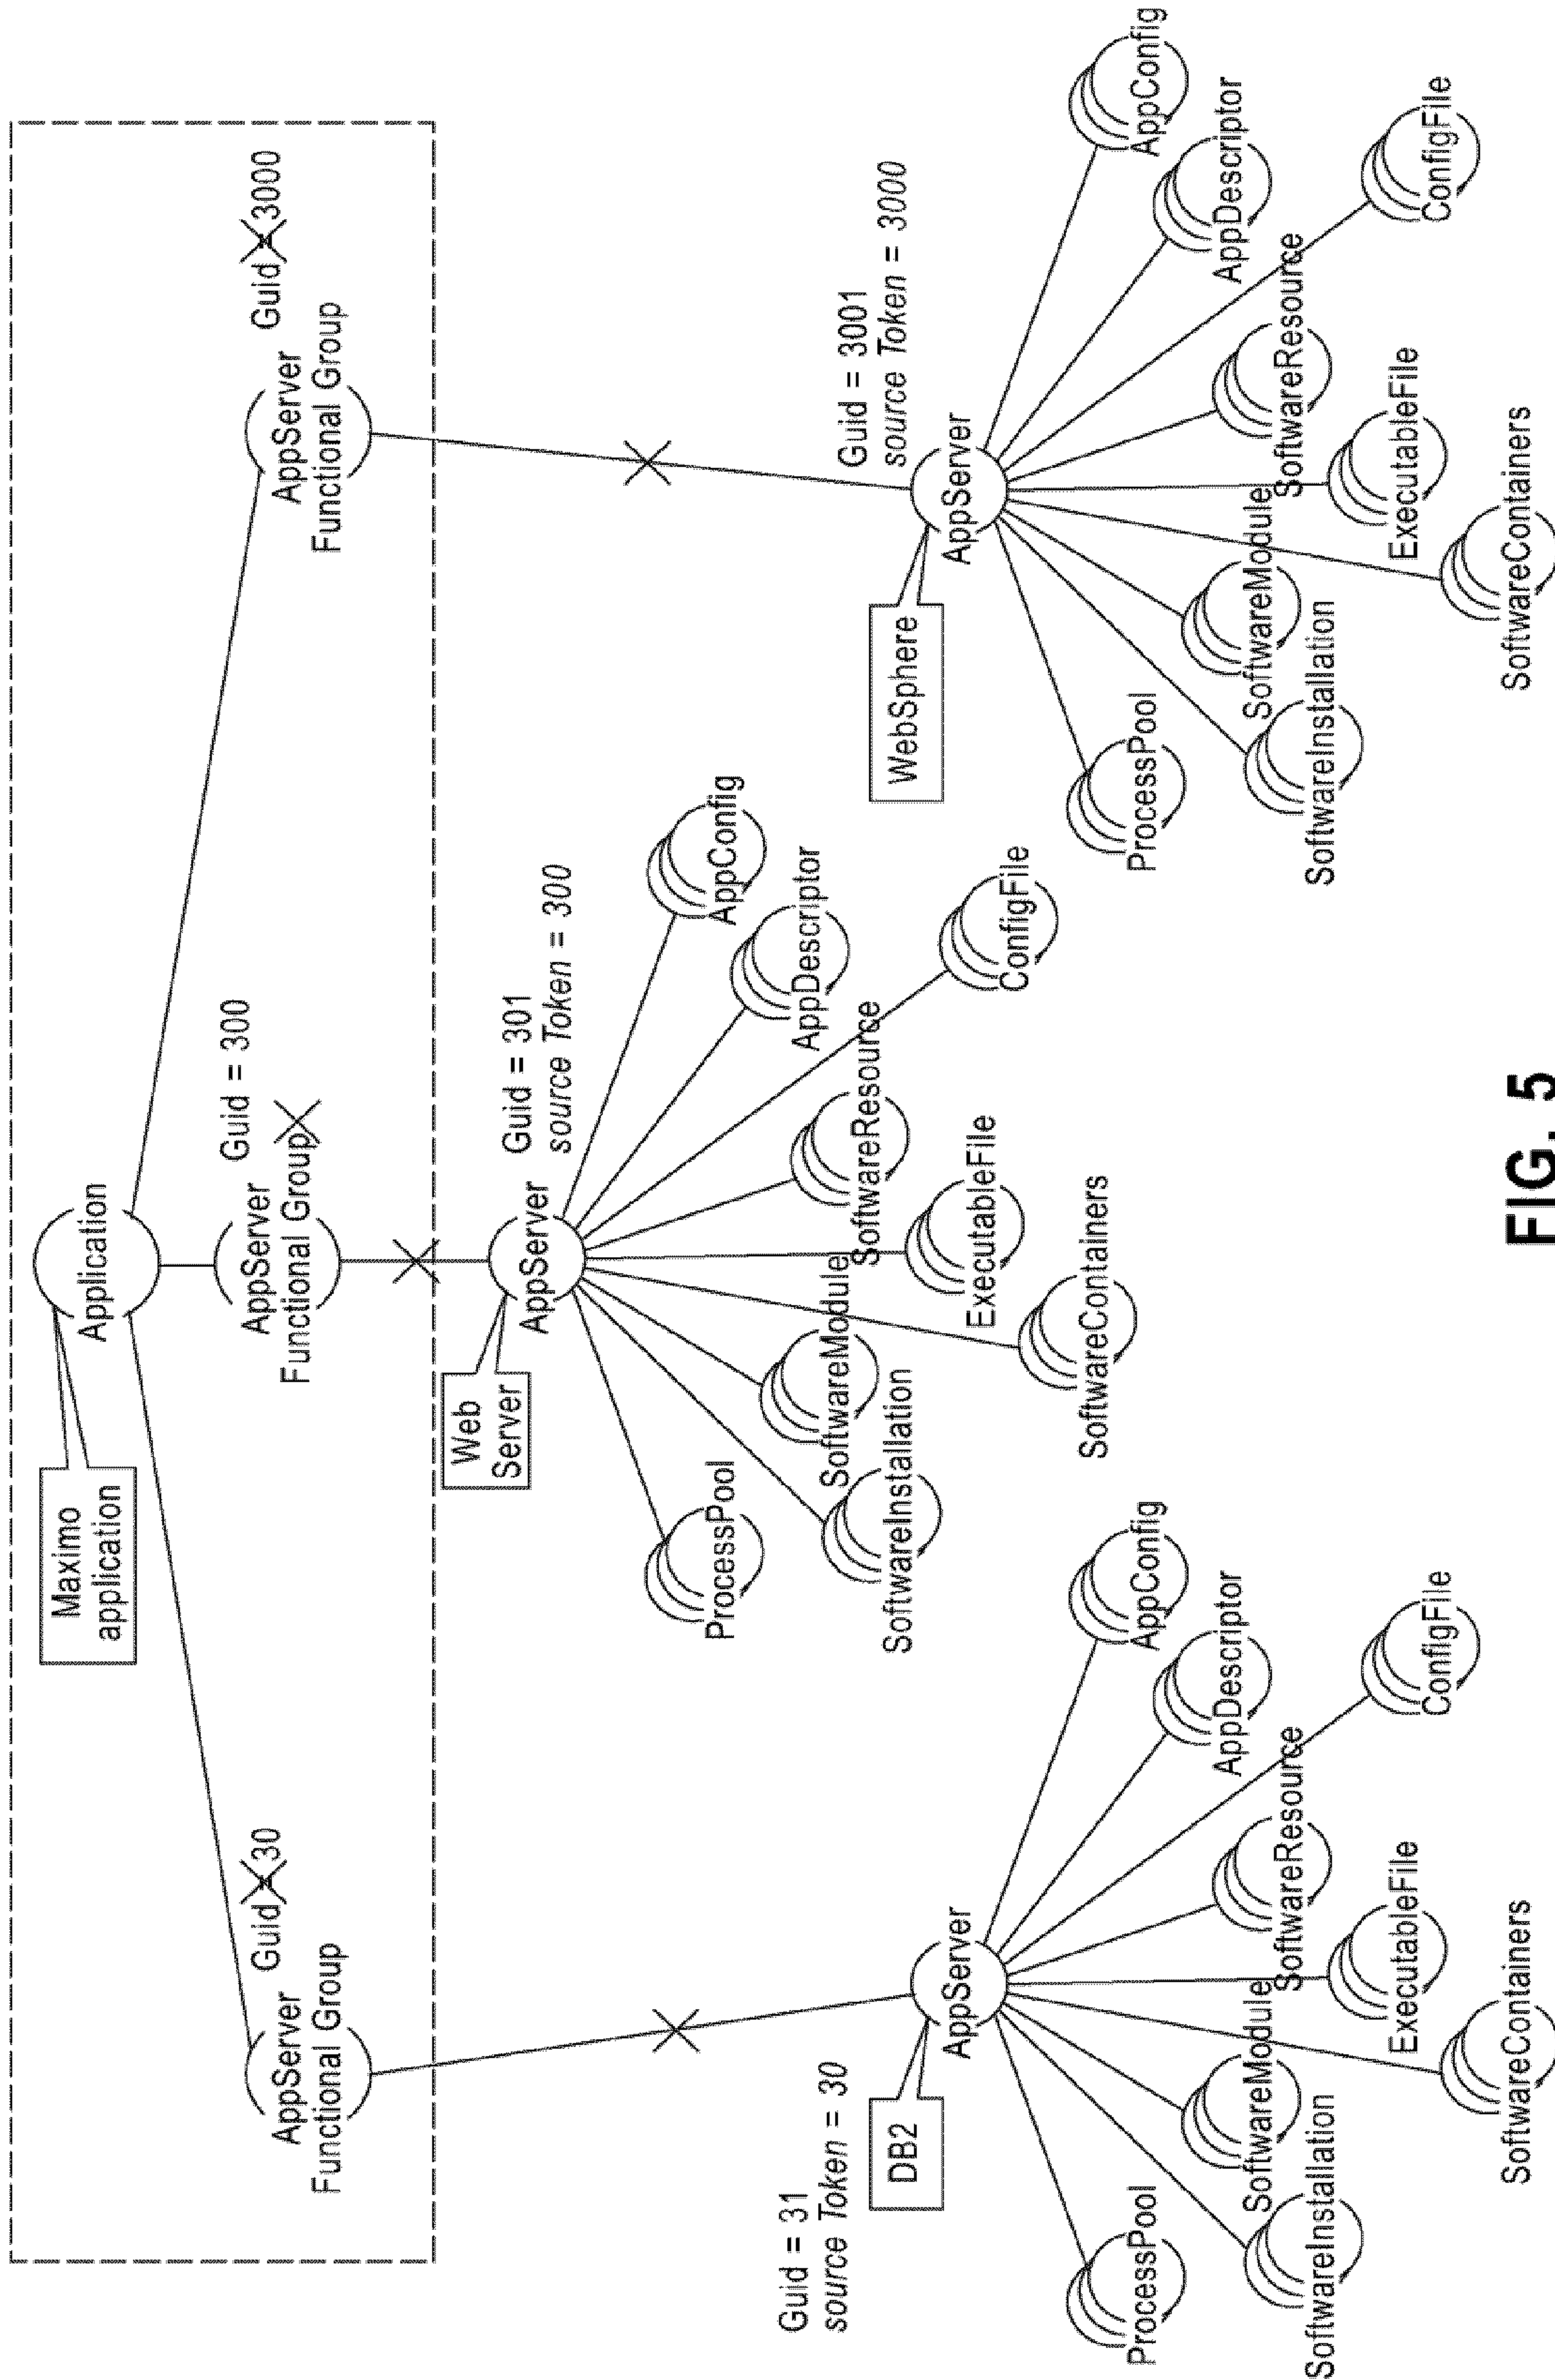 Maximo
application
Application
AppServer
Functional Group
Guid = 30
AppServer
Functional Group
Guid = 300
AppServer
Functional Group
Guid = 3000
Guid = 31
source Token = 30
DB2
AppServer
ProcessPool
SoftwareInstallation
SoftwareModule
SoftwareContainers
ExecutableFile
SoftwareResource
ConfigFile
AppDescriptor
AppConfig
Web
Server
AppServer
Guid = 301
source Token = 300
ProcessPool
SoftwareInstallation
SoftwareModule
SoftwareContainers
ExecutableFile
SoftwareResource
ConfigFile
AppDescriptor
AppConfig
WebSphere
AppServer
Guid = 3001
source Token = 3000
ProcessPool
SoftwareInstallation
SoftwareModule
SoftwareContainers
ExecutableFile
SoftwareResource
ConfigFile
AppDescriptor
AppConfig
FIG. 5